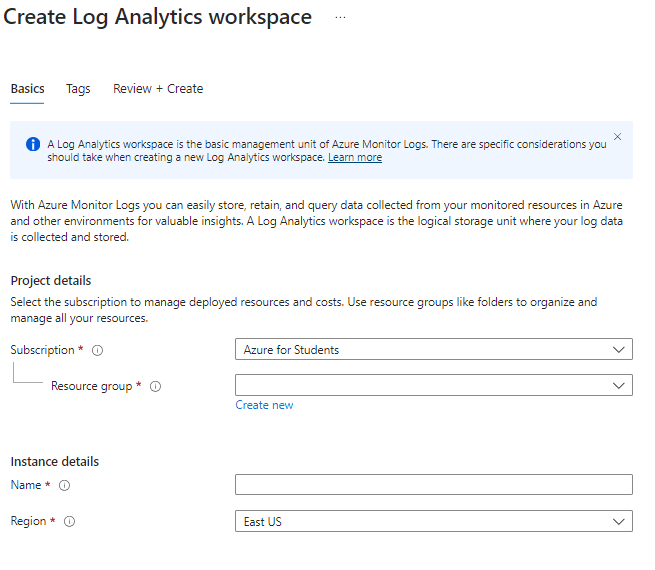 Create Log Analytics workspace ...
Basics Tags Review + Create
A Log Analytics workspace is the basic management unit of Azure Monitor Logs. There are specific considerations you
should take when creating a new Log Analytics workspace. Learn more
With Azure Monitor Logs you can easily store, retain, and query data collected from your monitored resources in Azure
and other environments for valuable insights. A Log Analytics workspace is the logical storage unit where your log data
is collected and stored.
Project details
Select the subscription to manage deployed resources and costs. Use resource groups like folders to organize and
manage all your resources.
Subscription * Azure for Students
Resource group *
Create new
Instance details
Name *
Region * East US